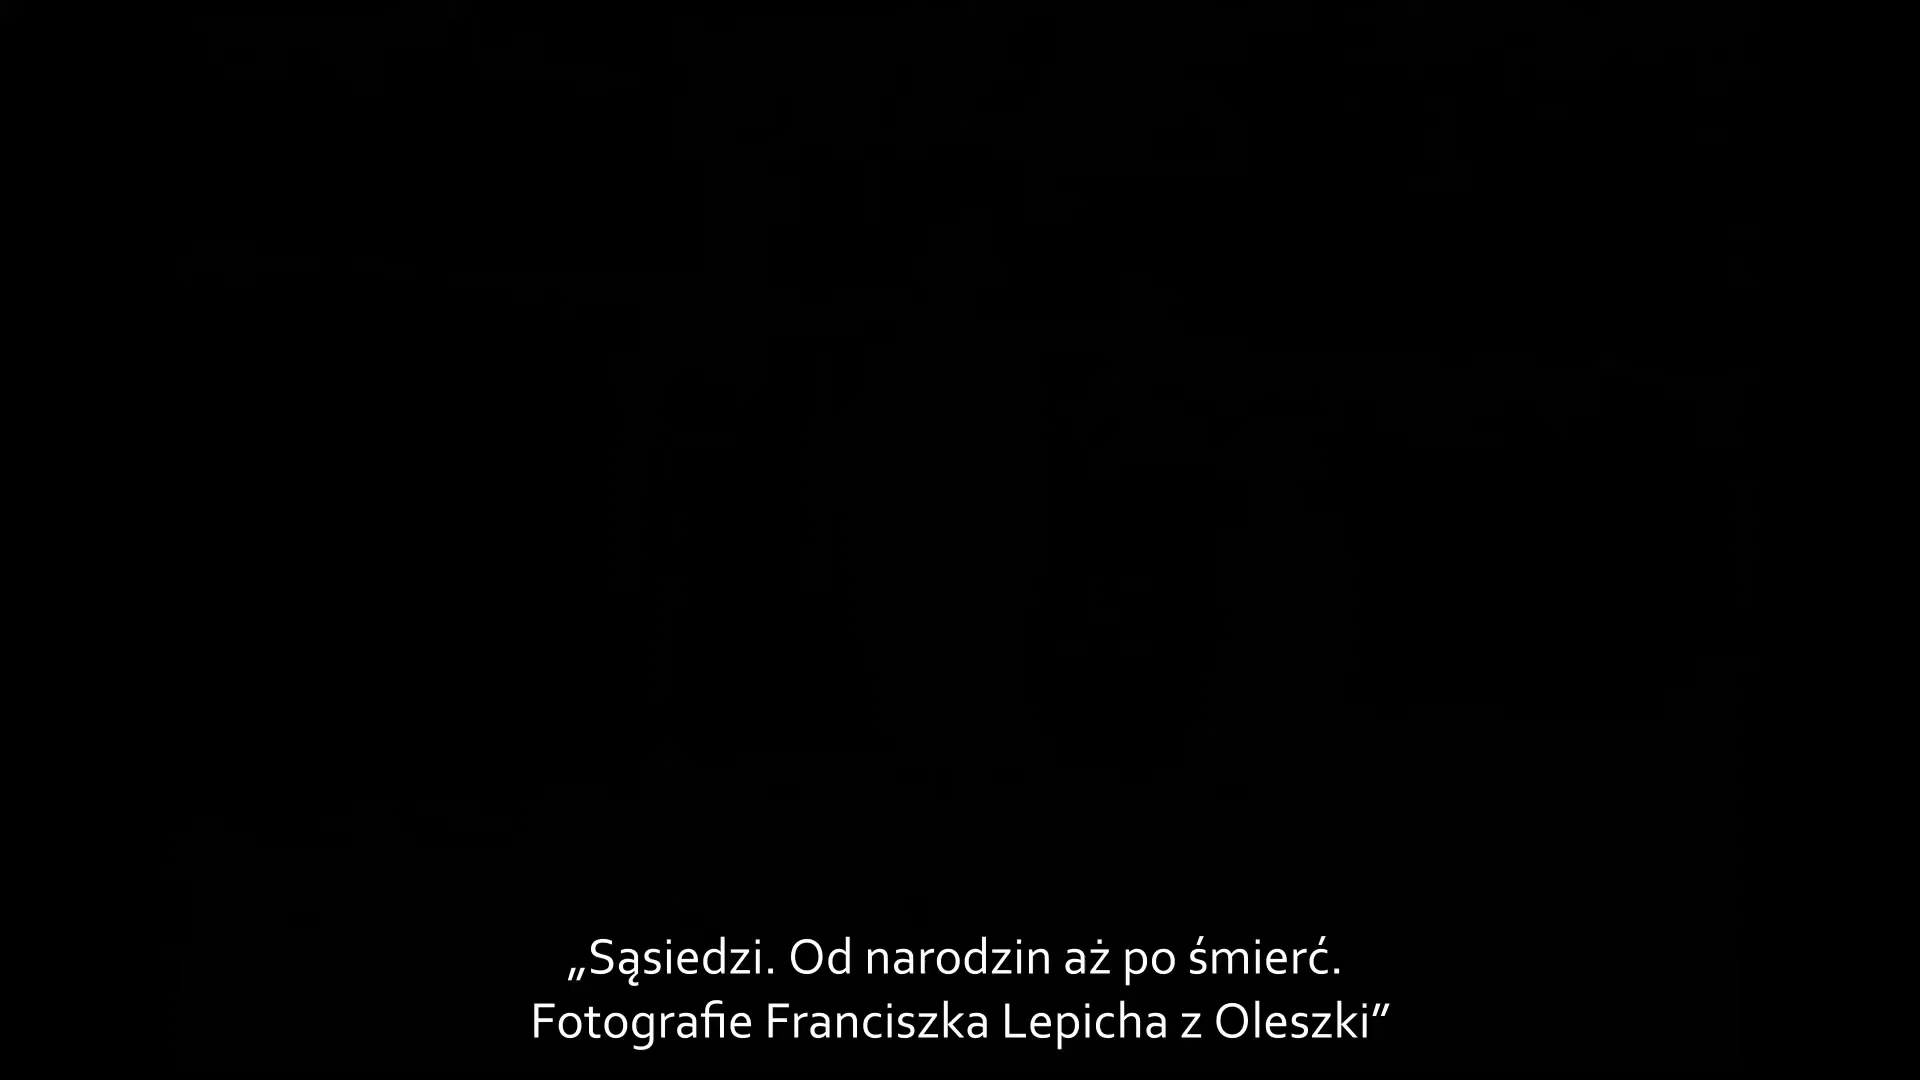 „Sąsiedzi. Od narodzin aż po śmierć.
Fotografie Franciszka Lepicha z Oleszki”